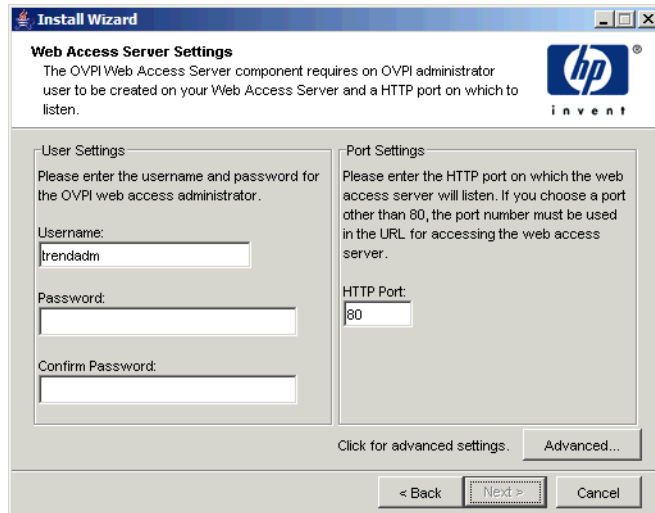 Install Wizard
Web Access Server Settings
The OVPI Web Access Server component requires on OVPI administrator
user to be created on your Web Access Server and a HTTP port on which to
listen.
hp
®
invent
User Settings
Please enter the username and password for
the OVPI web access administrator.
Username:
trendadm
Password:
Confirm Password:
Port Settings
Please enter the HTTP port on which the web
access server will listen. If you choose a port
other than 80, the port number must be used
in the URL for accessing the web access
server.
HTTP Port:
80
Click for advanced settings.
Advanced...
< Back
Next >
Cancel